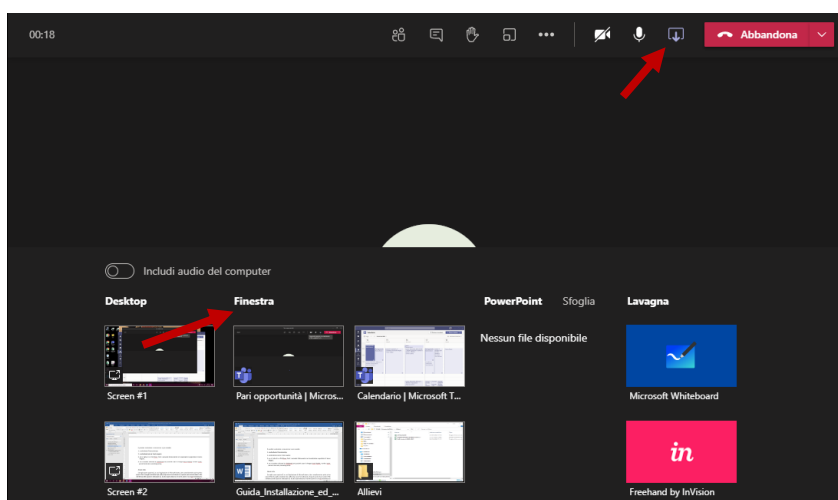 00:18
Abbandona
Includi audio del computer
Desktop
Finestra
PowerPoint
Sfoglia
Lavagna
Nessun file disponibile
Screen #1
Pari opportunità | Micros...
Calendario | Microsoft T...
Microsoft Whiteboard
in
Screen #2
Guida_Installazione_ed_...
Allievi
Freehand by InVision